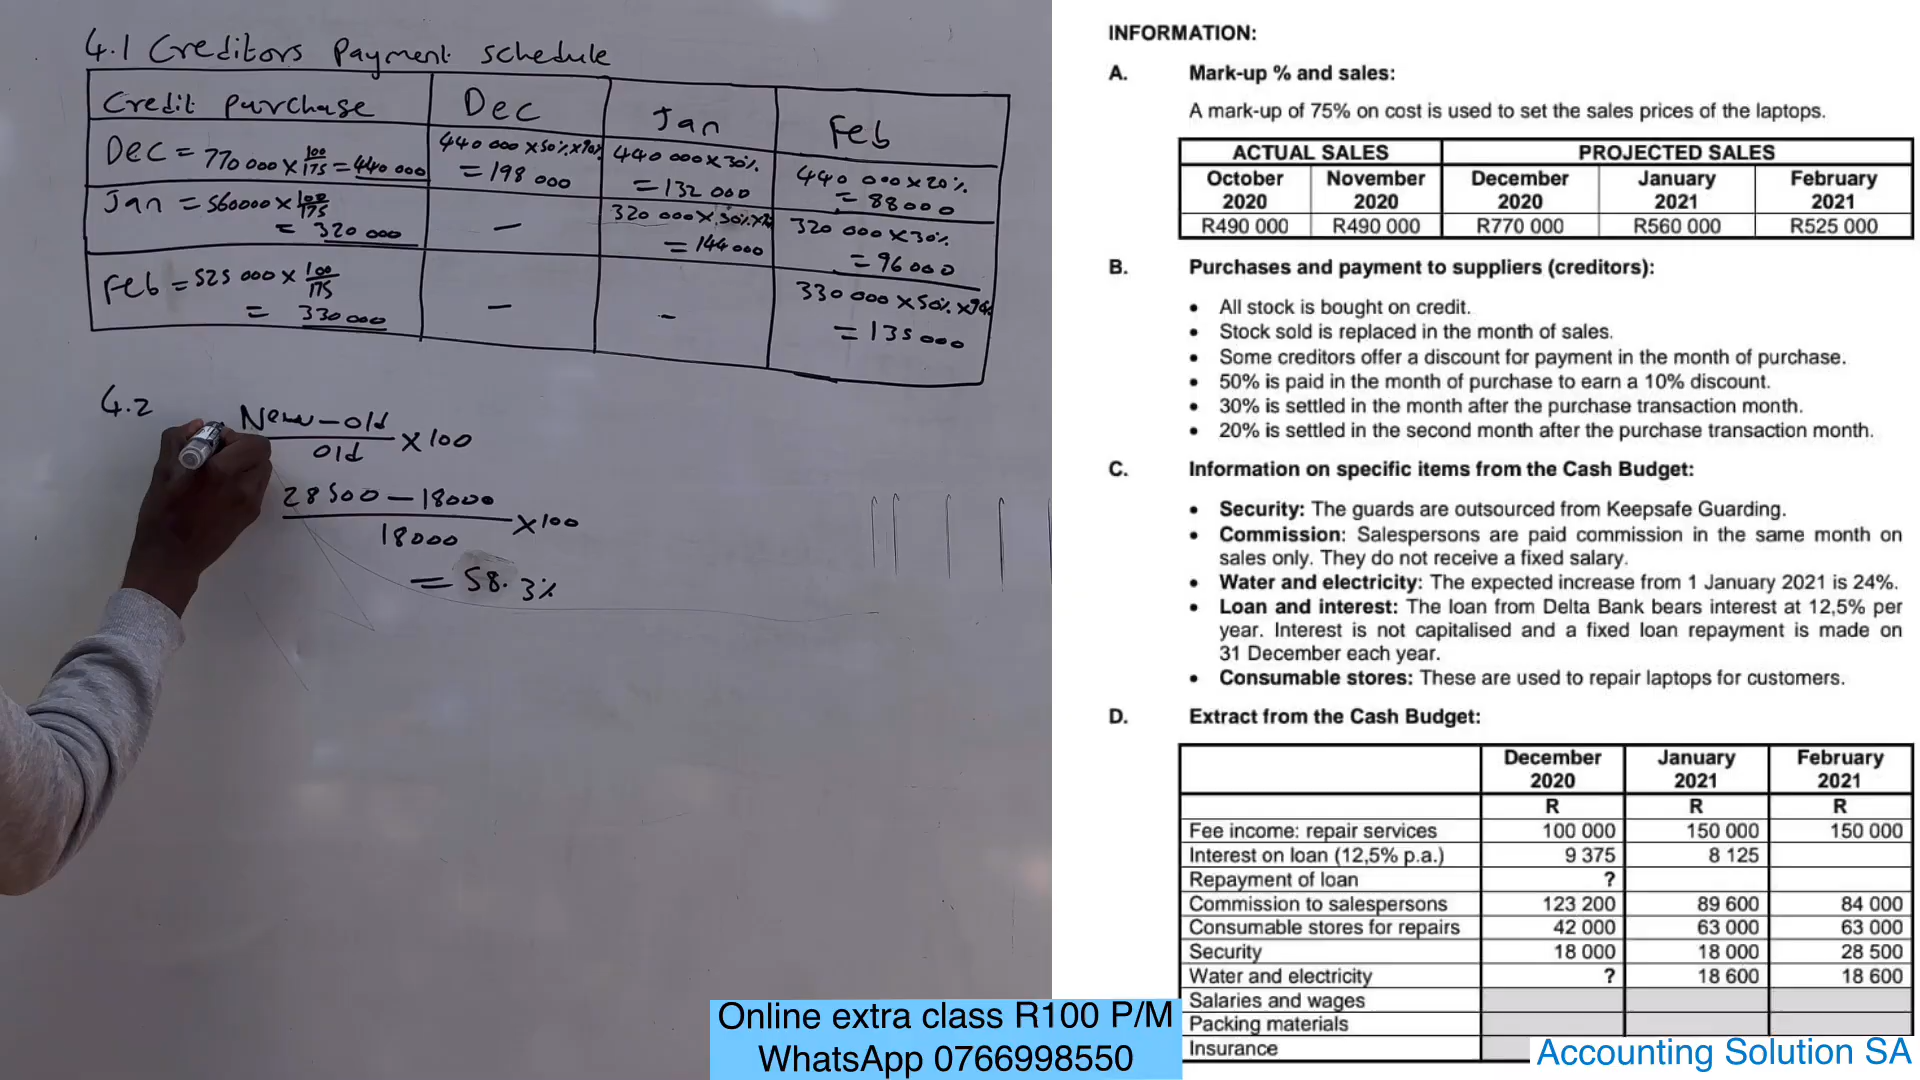 4.1 Creditors Payment schedule
Credit Purchase Dec Jan Feb
Dec = 770 000 × 100/175 = 440 000
440 000 × 50% × 90%
= 198 000
440 000 × 30%
= 132 000
440 000 × 20%
= 88 000
Jan = 560 000 × 100/175
= 320 000
–
320 000 × 50% ×
= 144 000
320 000 × 30%
= 96 000
Feb = 525 000 × 100/175
= 330 000
–
-
330 000 × 50% × 90%
= 135 000
4.2
New – old
old × 100
28 500 – 18000
18000 × 100
= 58.3%
INFORMATION:
A. Mark-up % and sales:
A mark-up of 75% on cost is used to set the sales prices of the laptops.
ACTUAL SALES PROJECTED SALES
October 2020 November 2020 December 2020 January 2021 February 2021
R490 000 R490 000 R770 000 R560 000 R525 000
B. Purchases and payment to suppliers (creditors):
• All stock is bought on credit.
• Stock sold is replaced in the month of sales.
• Some creditors offer a discount for payment in the month of purchase.
• 50% is paid in the month of purchase to earn a 10% discount.
• 30% is settled in the month after the purchase transaction month.
• 20% is settled in the second month after the purchase transaction month.
C. Information on specific items from the Cash Budget:
• Security: The guards are outsourced from Keepsafe Guarding.
• Commission: Salespersons are paid commission in the same month on
sales only. They do not receive a fixed salary.
• Water and electricity: The expected increase from 1 January 2021 is 24%.
• Loan and interest: The loan from Delta Bank bears interest at 12,5% per
year. Interest is not capitalised and a fixed loan repayment is made on
31 December each year.
• Consumable stores: These are used to repair laptops for customers.
D. Extract from the Cash Budget:
December 2020 January 2021 February 2021
R R R
Fee income: repair services 100 000 150 000 150 000
Interest on loan (12,5% p.a.) 9 375 8 125
Repayment of loan ?
Commission to salespersons 123 200 89 600 84 000
Consumable stores for repairs 42 000 63 000 63 000
Security 18 000 18 000 28 500
Water and electricity ? 18 600 18 600
Salaries and wages
Packing materials
Insurance
Online extra class R100 P/M
WhatsApp 0766998550
Accounting Solution SA